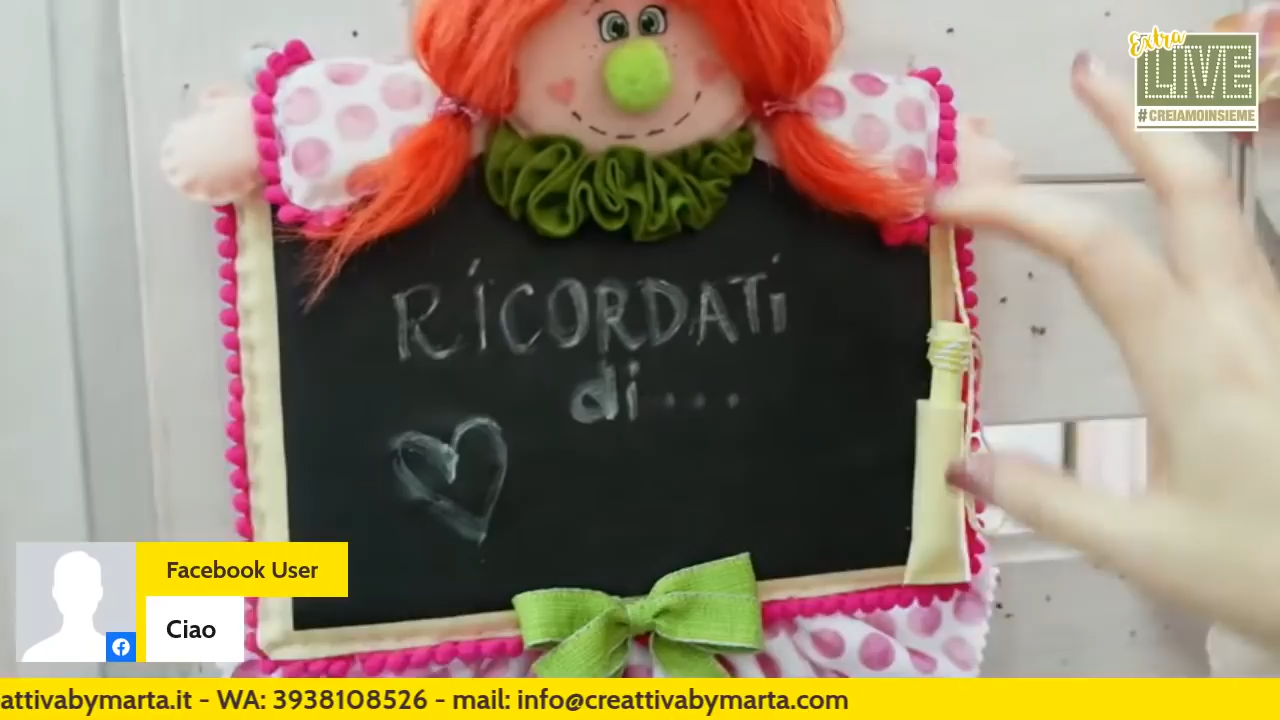 Extra
LIVE
#CREIAMOINSIEME
RICORDATI
di...
Facebook User
Ciao
attivabymarta.it - WA: 3938108526 - mail: info@creattivabymarta.com